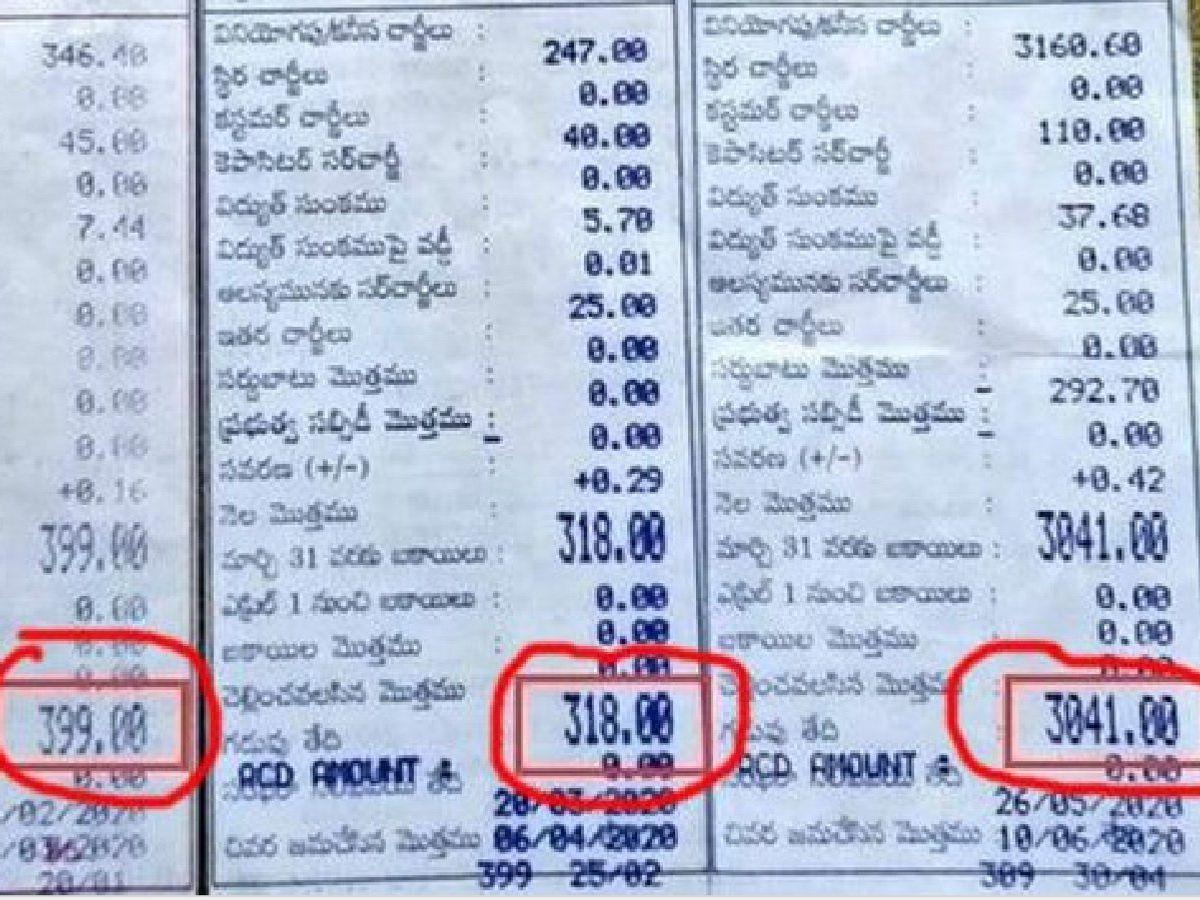 346.40
0.00
45.00
0.00
7.44
0.00
0.00
0.00
0.00
0.00
+0.16
399.00
0.00
0.00
0.00
399.00
0.00
/02/2020
2020
20/01
వినియోగపు/కనీస చార్జీలు : 247.00
స్థిర చార్జీలు : 0.00
కస్టమర్ చార్జీలు : 40.00
కెపాసిటర్ సర్‌చార్జీ : 0.00
విద్యుత్ సుంకము : 5.70
విద్యుత్ సుంకముపై వడ్డీ : 0.01
ఆలస్యమునకు సర్‌చార్జీలు : 25.00
ఇతర చార్జీలు : 0.00
సర్దుబాటు మొత్తము : 0.00
ప్రభుత్వ సబ్సిడీ మొత్తము : 0.00
సవరణ (+/-) : +0.29
నెల మొత్తము : 318.00
మార్చి 31 వరకు బకాయిలు : 0.00
ఎప్రిల్ 1 నుంచి బకాయిలు : 0.00
బకాయిల మొత్తము : 0.00
చెల్లించవలసిన మొత్తము 318.00
గడువు తేది
ACD AMOUNT 0.00
20/03/2020
06/04/2020
చివర జమచేసిన మొత్తము
399 25/02
వినియోగపు/కనీస చార్జీలు : 3160.60
స్థిర చార్జీలు : 0.00
కస్టమర్ చార్జీలు : 110.00
కెపాసిటర్ సర్‌చార్జీ : 0.00
విద్యుత్ సుంకము : 37.68
విద్యుత్ సుంకముపై వడ్డీ : 0.00
ఆలస్యమునకు సర్‌చార్జీలు : 25.00
ఇతర చార్జీలు : 0.00
సర్దుబాటు మొత్తము : - 292.70
ప్రభుత్వ సబ్సిడీ మొత్తము : - 0.00
సవరణ (+/-) : +0.42
నెల మొత్తము : 3041.00
మార్చి 31 వరకు బకాయిలు : 0.00
ఎప్రిల్ 1 నుంచి బకాయిలు : 0.00
బకాయిల మొత్తము : 0.00
చెల్లించవలసిన మొత్తము 3041.00
గడువు తేది :
ACD AMOUNT 0.00
26/05/2020
చివర జమచేసిన మొత్తము 10/06/2020
309 30/04